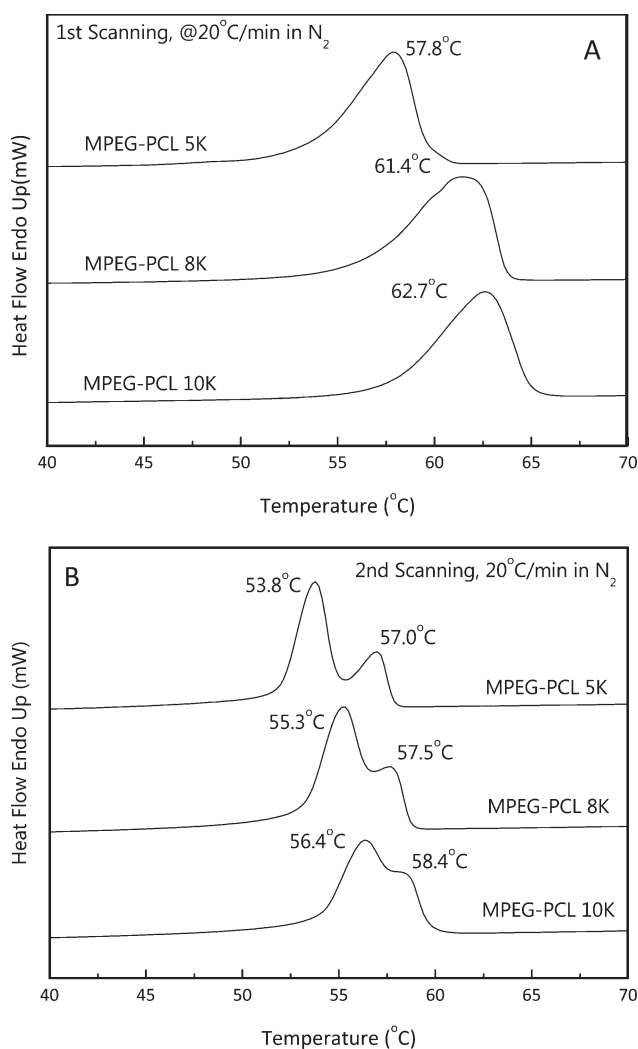 1st Scanning, @20°C/min in N₂
A
57.8°C
MPEG-PCL 5K
61.4°C
MPEG-PCL 8K
62.7°C
MPEG-PCL 10K
Heat Flow Endo Up(mW)
40 45 50 55 60 65 70
Temperature (°C)
B
2nd Scanning, 20°C/min in N₂
53.8°C
57.0°C
MPEG-PCL 5K
55.3°C
57.5°C
MPEG-PCL 8K
56.4°C
58.4°C
MPEG-PCL 10K
Heat Flow Endo Up (mW)
40 45 50 55 60 65 70
Temperature (°C)